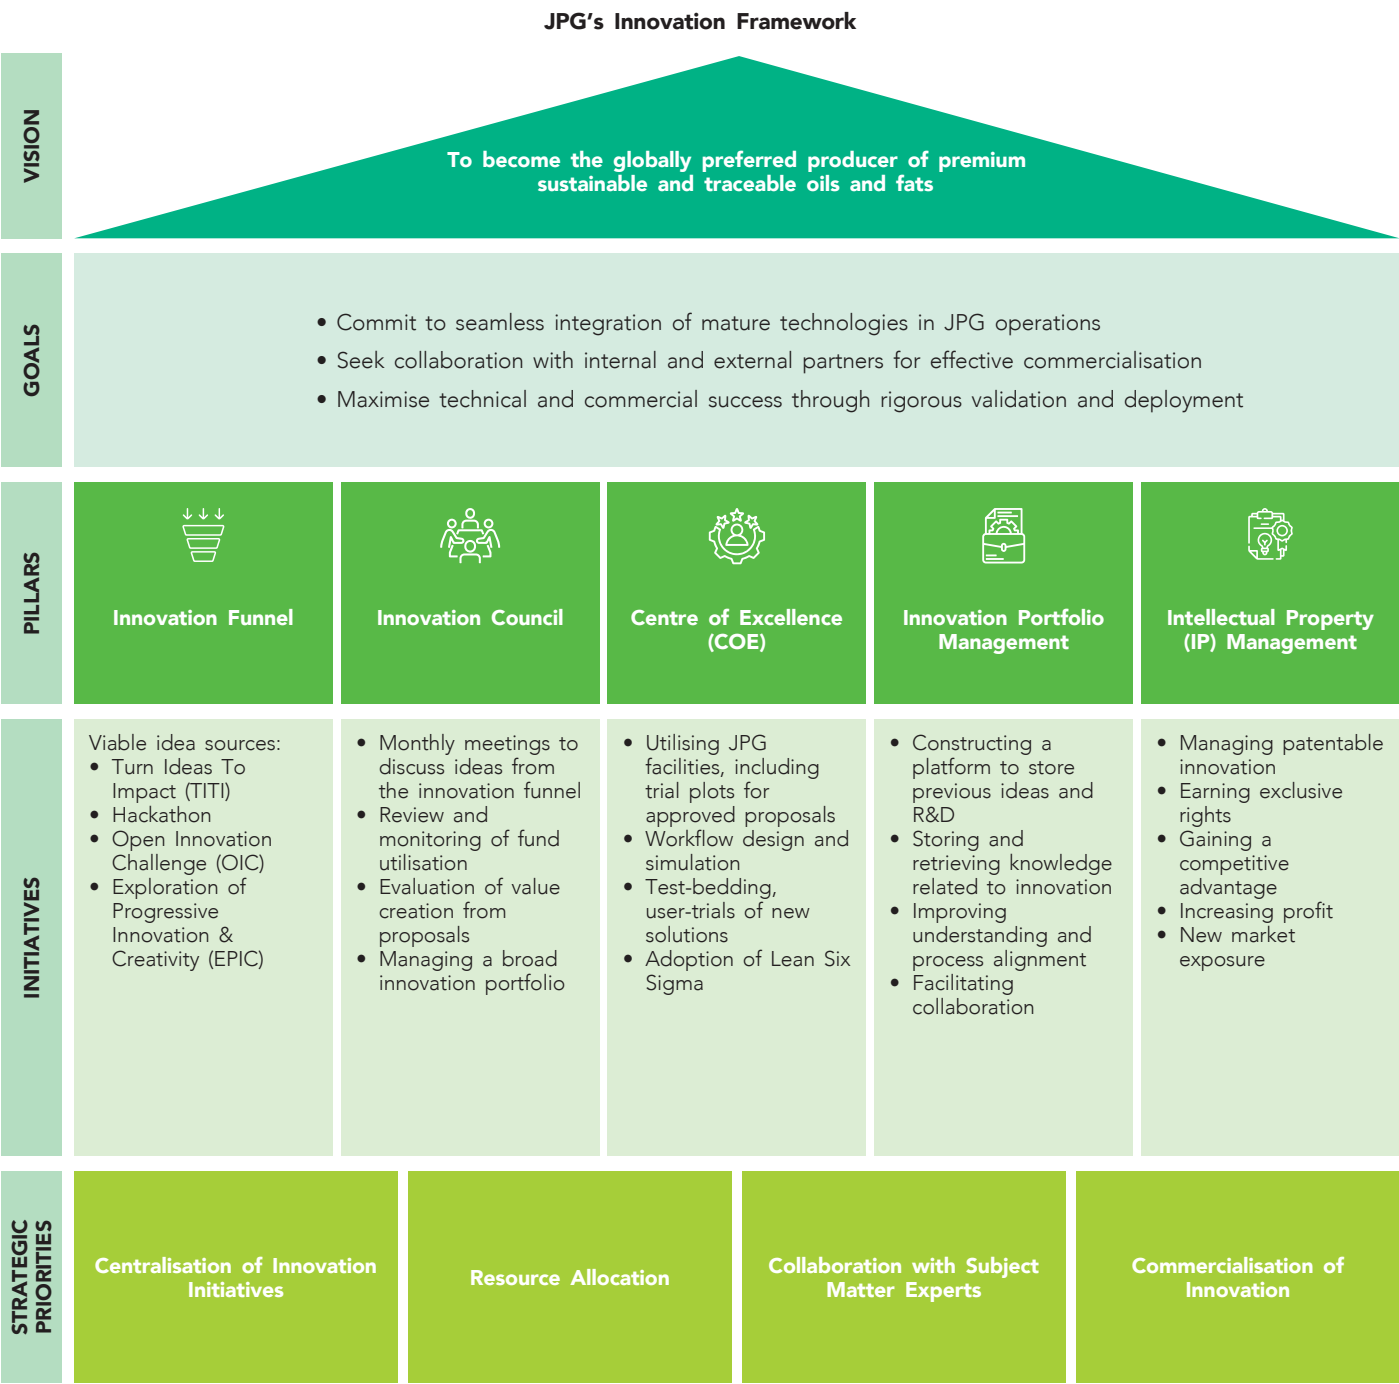 JPG's Innovation Framework
VISION
To become the globally preferred producer of premium
sustainable and traceable oils and fats
GOALS
• Commit to seamless integration of mature technologies in JPG operations
• Seek collaboration with internal and external partners for effective commercialisation
• Maximise technical and commercial success through rigorous validation and deployment
PILLARS
Innovation Funnel
Innovation Council
Centre of Excellence
(COE)
Innovation Portfolio
Management
Intellectual Property
(IP) Management
INITIATIVES
Viable idea sources:
• Turn Ideas To
Impact (TITI)
• Hackathon
• Open Innovation
Challenge (OIC)
• Exploration of
Progressive
Innovation &
Creativity (EPIC)
• Monthly meetings to
discuss ideas from
the innovation funnel
• Review and
monitoring of fund
utilisation
• Evaluation of value
creation from
proposals
• Managing a broad
innovation portfolio
• Utilising JPG
facilities, including
trial plots for
approved proposals
• Workflow design and
simulation
• Test-bedding,
user-trials of new
solutions
• Adoption of Lean Six
Sigma
• Constructing a
platform to store
previous ideas and
R&D
• Storing and
retrieving knowledge
related to innovation
• Improving
understanding and
process alignment
• Facilitating
collaboration
• Managing patentable
innovation
• Earning exclusive
rights
• Gaining a
competitive
advantage
• Increasing profit
• New market
exposure
STRATEGIC
PRIORITIES
Centralisation of Innovation
Initiatives
Resource Allocation
Collaboration with Subject
Matter Experts
Commercialisation of
Innovation